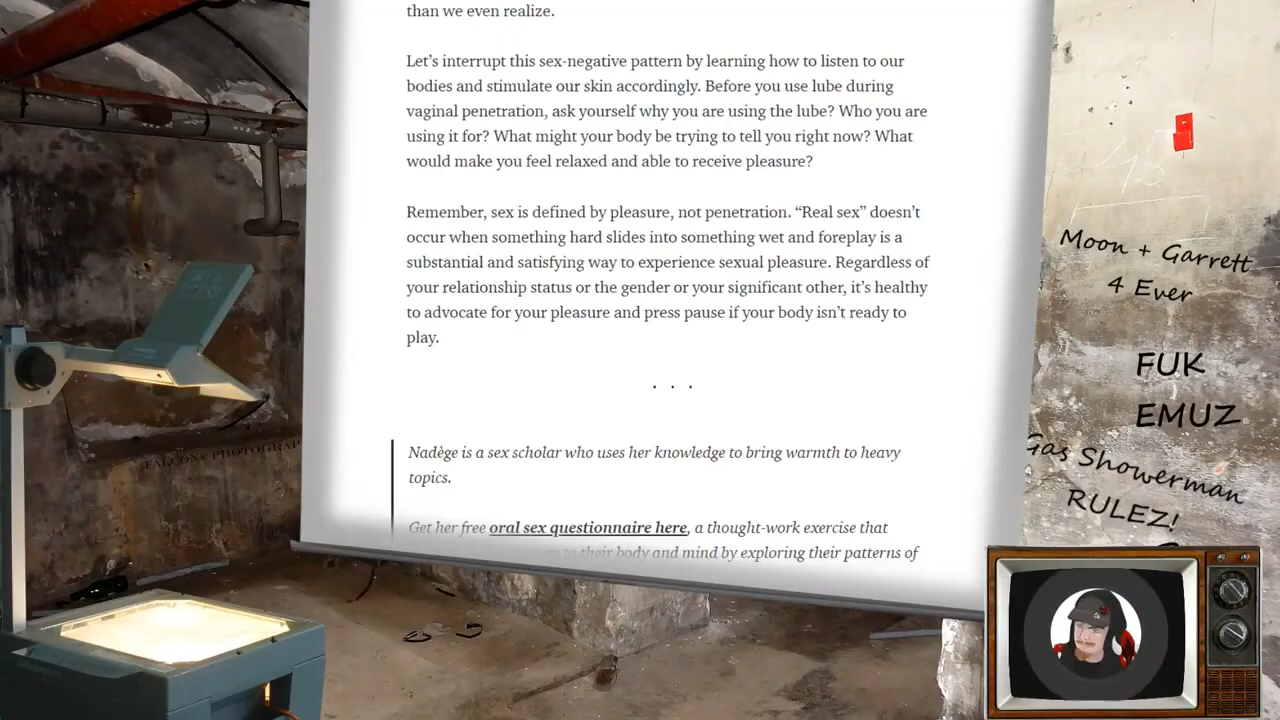 than we even realize.
Let’s interrupt this sex-negative pattern by learning how to listen to our
bodies and stimulate our skin accordingly. Before you use lube during
vaginal penetration, ask yourself why you are using the lube? Who you are
using it for? What might your body be trying to tell you right now? What
would make you feel relaxed and able to receive pleasure?
Remember, sex is defined by pleasure, not penetration. “Real sex” doesn’t
occur when something hard slides into something wet and foreplay is a
substantial and satisfying way to experience sexual pleasure. Regardless of
your relationship status or the gender or your significant other, it’s healthy
to advocate for your pleasure and press pause if your body isn’t ready to
play.
. . .
Nadège is a sex scholar who uses her knowledge to bring warmth to heavy
topics.
Get her free oral sex questionnaire here, a thought-work exercise that
to their body and mind by exploring their patterns of
Moon + Garrett
4 Ever
FUK
EMUZ
Gas Showerman
RULEZ!